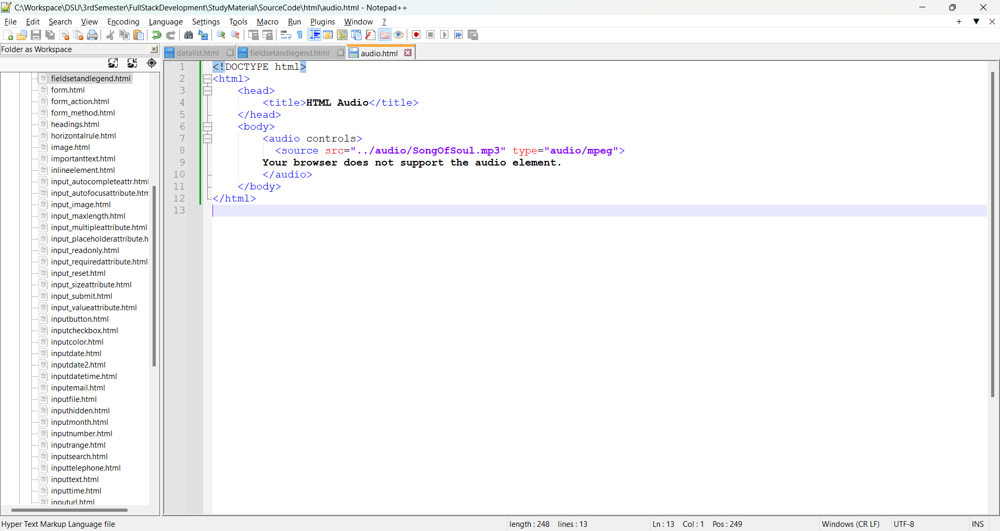 C:\Workspace\DSU\3rdSemester\FullStackDevelopment\StudyMaterial\SourceCode\html\audio.html - Notepad++
File Edit Search View Encoding Language Settings Tools Macro Run Plugins Window ?
Folder as Workspace
datalist.html fieldsetandlegend.html audio.html
fieldsetandlegend.html
form.html
form_action.html
form_method.html
headings.html
horizontalrule.html
image.html
importanttext.html
inlineelement.html
input_autocompleteattr.html
input_autofocusattribute.htm
input_image.html
input_maxlength.html
input_multipleattribute.html
input_placeholderattribute.h
input_readonly.html
input_requiredattribute.html
input_reset.html
input_sizeattribute.html
input_submit.html
input_valueattribute.html
inputbutton.html
inputcheckbox.html
inputcolor.html
inputdate.html
inputdate2.html
inputdatetime.html
inputemail.html
inputfile.html
inputhidden.html
inputmonth.html
inputnumber.html
inputrange.html
inputsearch.html
inputtelephone.html
inputtext.html
inputtime.html
inputurl.html
1 <!DOCTYPE html>
2 <html>
3 <head>
4 <title>HTML Audio</title>
5 </head>
6 <body>
7 <audio controls>
8 <source src="../audio/SongOfSoul.mp3" type="audio/mpeg">
9 Your browser does not support the audio element.
10 </audio>
11 </body>
12 </html>
13
Hyper Text Markup Language file length : 248 lines : 13 Ln : 13 Col : 1 Pos : 249 Windows (CR LF) UTF-8 INS